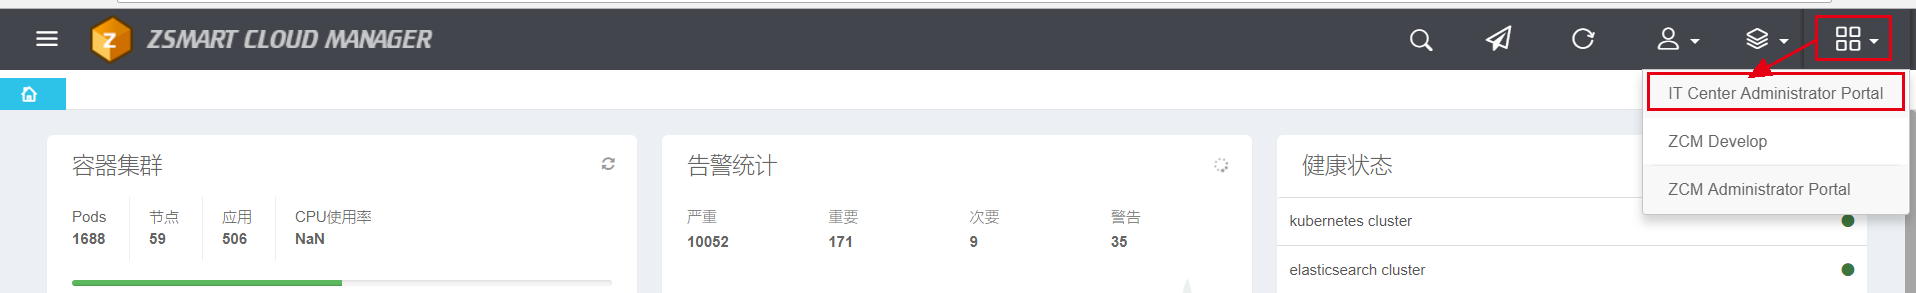 Z ZSMART CLOUD MANAGER
IT Center Administrator Portal
ZCM Develop
ZCM Administrator Portal
容器集群
Pods 节点 应用 CPU使用率
1688 59 506 NaN
告警统计
严重 重要 次要 警告
10052 171 9 35
健康状态
kubernetes cluster
elasticsearch cluster